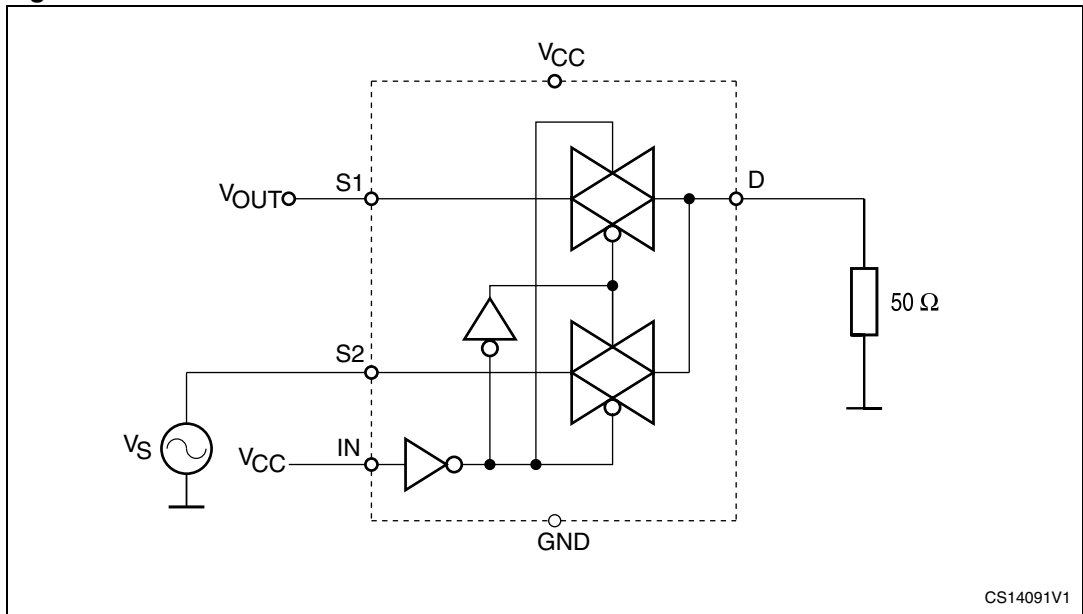 VCC
S1
D
VOUT
50 Ω
S2
VS
IN
VCC
GND
CS14091V1